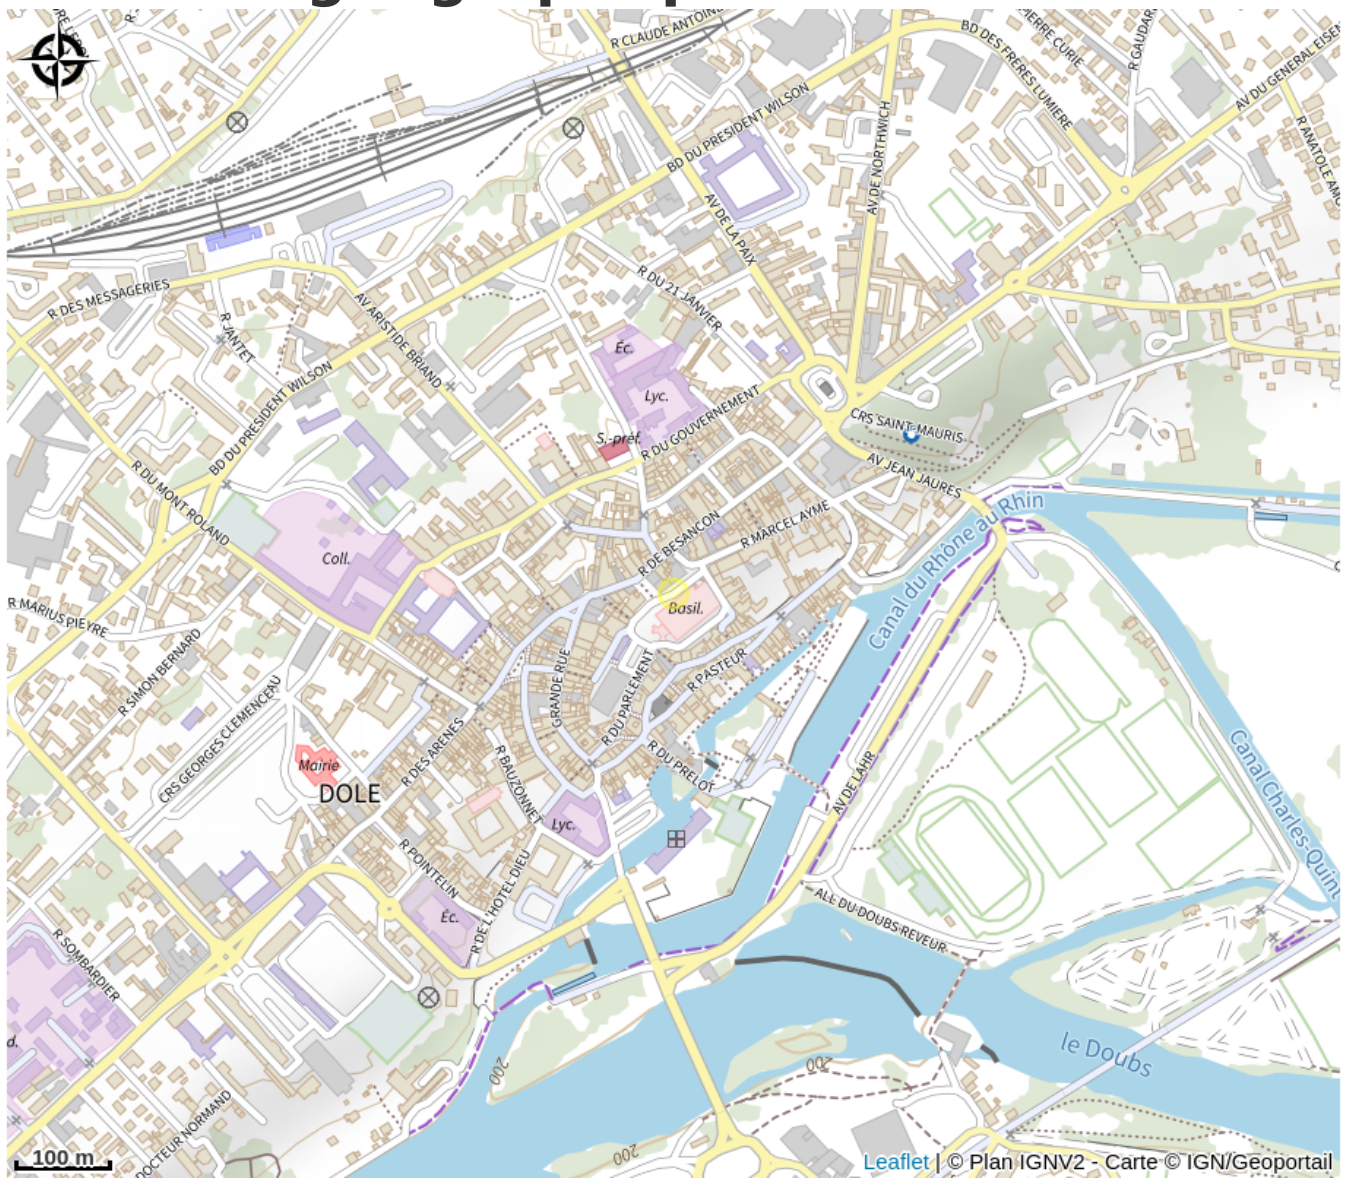 R CLAUDE ANTOINE
BD DES FRÈRES LUMIERE
PIERRE CURIE
R GAUDARD
AV DU GENERAL EISEN
R ANATOLE AMO
BD DU PRESIDENT WILSON
AV DE NORTHWICH
AV DE LA PAIX
R DU 21 JANVIER
R DES MESSAGERIES
R JANTET
AV ARISTIDE BRIAND
BD DU PRESIDENT WILSON
Éc.
Lyc.
S.-préf.
R DU GOUVERNEMENT
CRS SAINT-MAURIS
AV JEAN JAURES
R DU MONT ROLAND
Coll.
R DE BESANCON
R MARCEL AYME
Canal du Rhône au Rhin
Basil.
R MARIUS PIEYRE
R SIMON BERNARD
CRS GEORGES CLEMENCEAU
GRANDE RUE
R DU PARLEMENT
R PASTEUR
R DES ARENES
R BAUZONNET
R DU PRELOT
AV DE LAHR
Canal Charles-Quint
Mairie
DOLE
Lyc.
R POINTELIN
R DE L'HOTEL DIEU
Éc.
ALL DU DOUBS REVEUR
R SOMBARDIER
d.
le Doubs
200
200
200
DOCTEUR NORMAND
100 m
Leaflet | © Plan IGNV2 - Carte © IGN/Geoportail